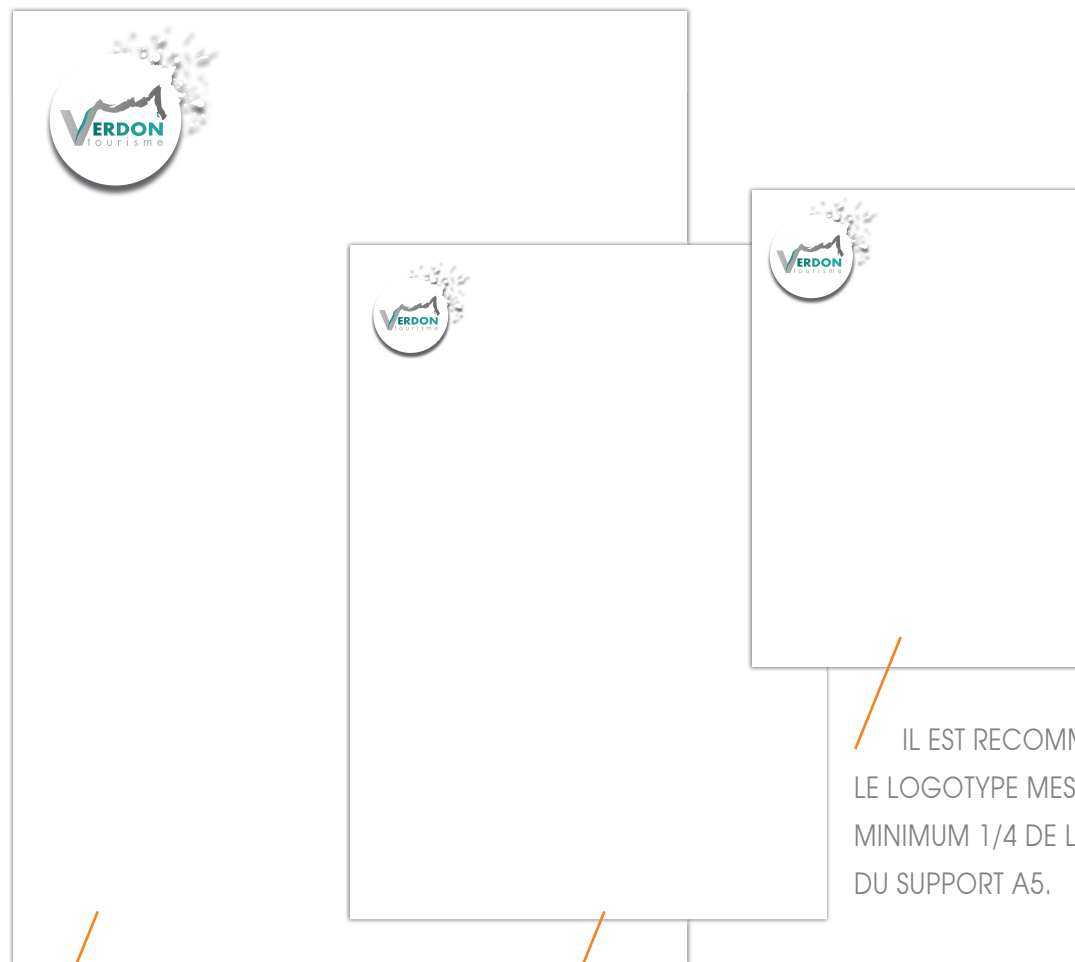 VERDON
tourisme
VERDON
tourisme
VERDON
tourisme
IL EST RECOMM
LE LOGOTYPE MES
MINIMUM 1/4 DE L
DU SUPPORT A5.